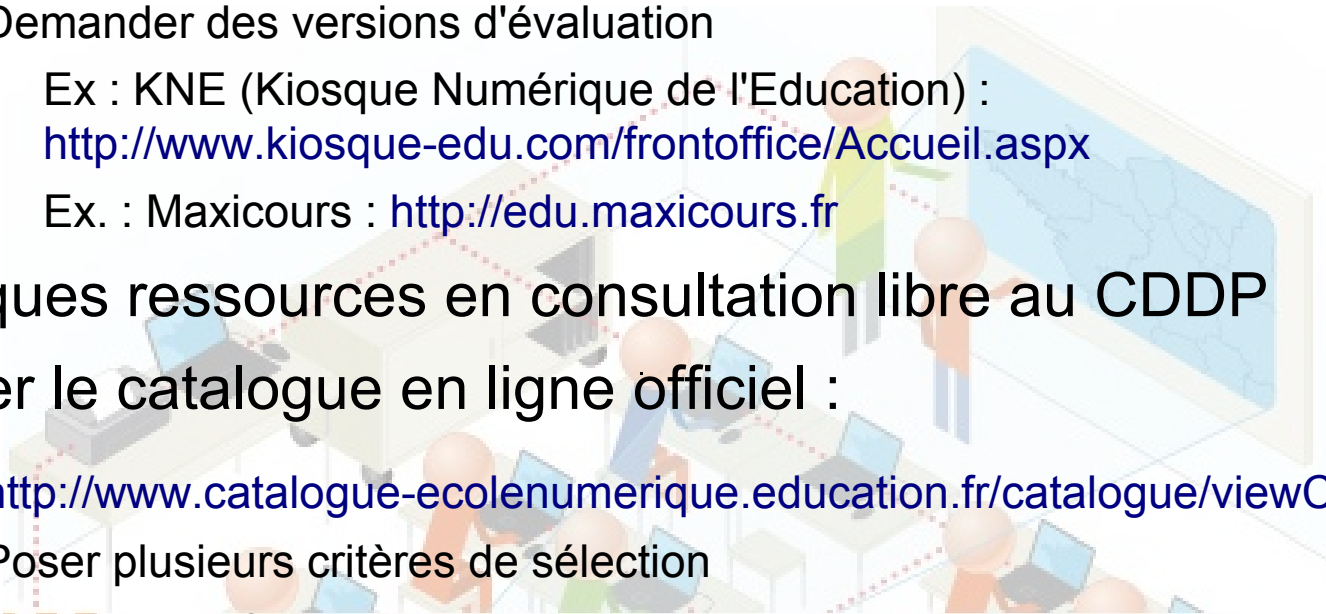 Demander des versions d'évaluation
Ex : KNE (Kiosque Numérique de l'Education) :
http://www.kiosque-edu.com/frontoffice/Accueil.aspx
Ex. : Maxicours : http://edu.maxicours.fr
ques ressources en consultation libre au CDDP
er le catalogue en ligne officiel :
http://www.catalogue-ecolenumerique.education.fr/catalogue/viewC
Poser plusieurs critères de sélection